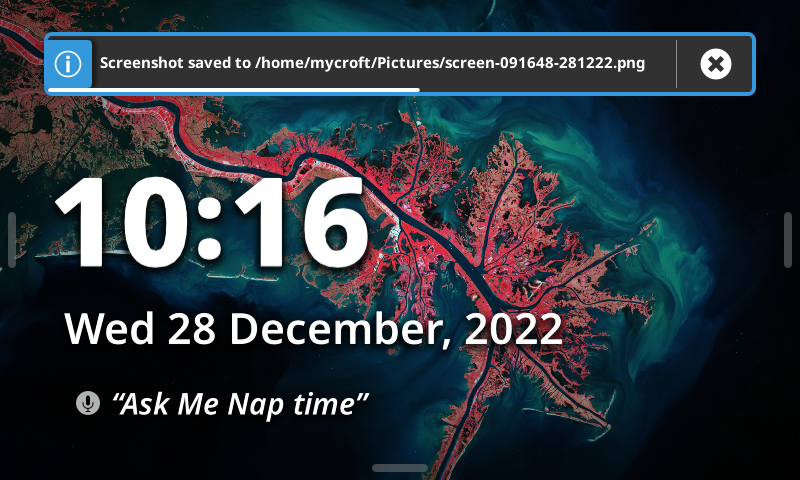 Screenshot saved to /home/mycroft/Pictures/screen-091648-281222.png
10:16
Wed 28 December, 2022
“Ask Me Nap time”